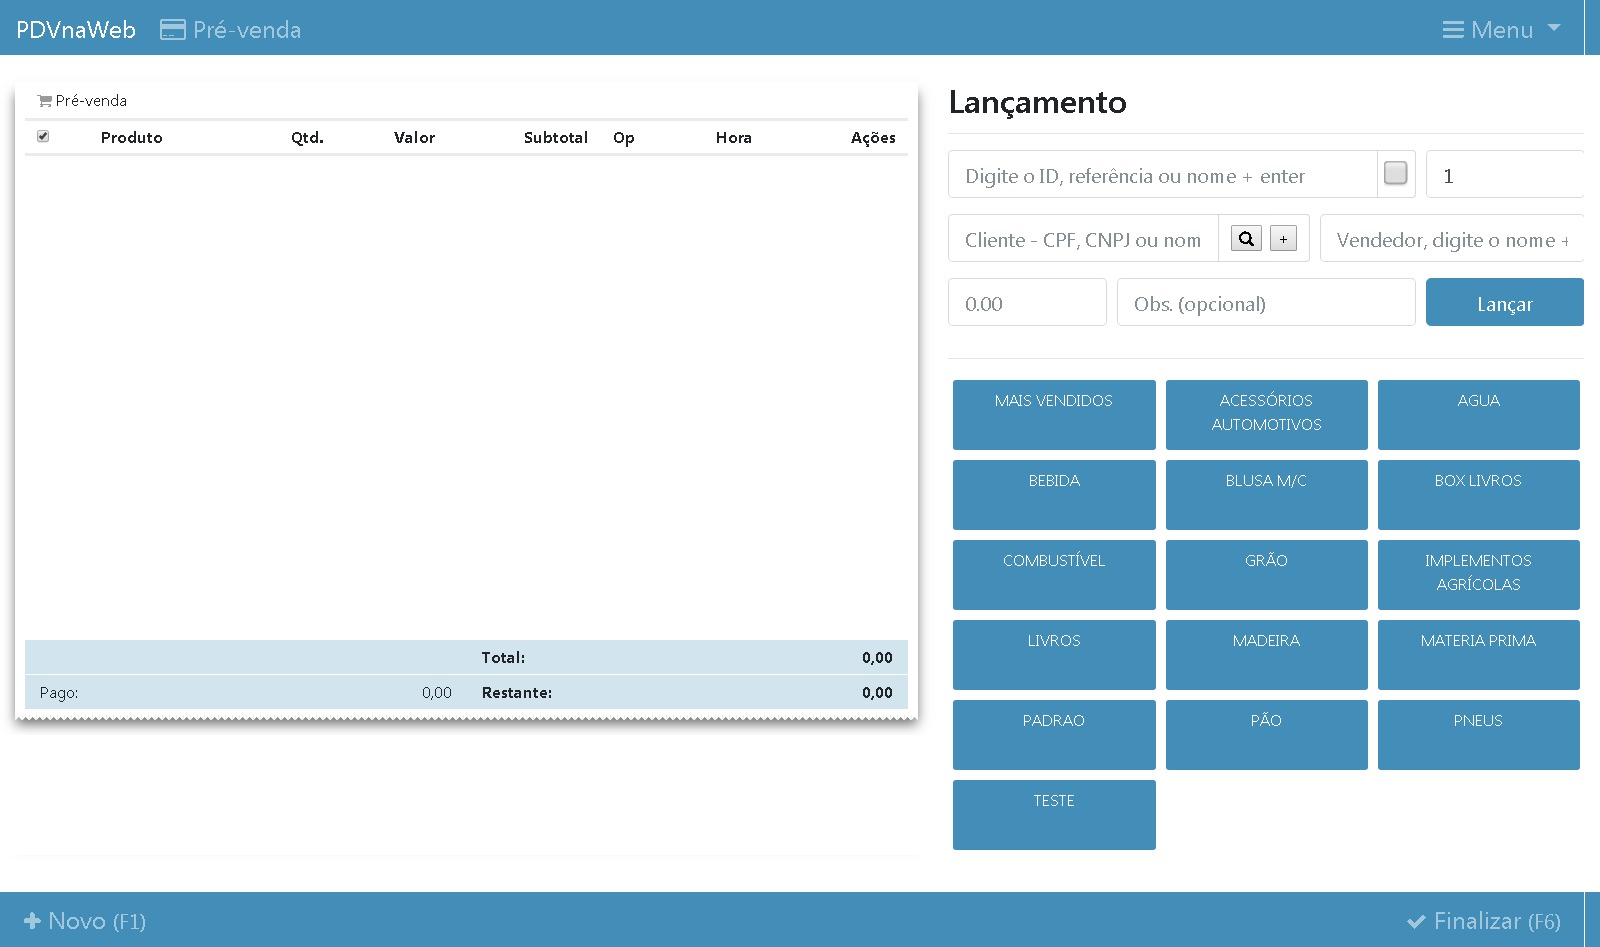 PDVnaWeb Pré-venda Menu
Pré-venda
Produto Qtd. Valor Subtotal Op Hora Ações
Total: 0,00
Pago: 0,00 Restante: 0,00
Lançamento
Digite o ID, referência ou nome + enter 1
Cliente - CPF, CNPJ ou nom + Vendedor, digite o nome +
0.00 Obs. (opcional) Lançar
MAIS VENDIDOS
ACESSÓRIOS
AUTOMOTIVOS
AGUA
BEBIDA
BLUSA M/C
BOX LIVROS
COMBUSTÍVEL
GRÃO
IMPLEMENTOS
AGRÍCOLAS
LIVROS
MADEIRA
MATERIA PRIMA
PADRAO
PÃO
PNEUS
TESTE
Novo (F1) Finalizar (F6)